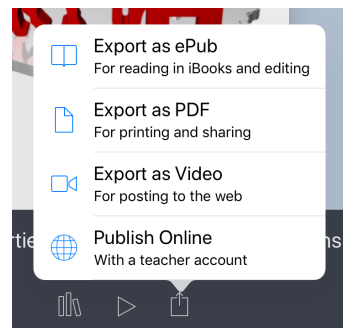 Export as ePub
For reading in iBooks and editing
Export as PDF
For printing and sharing
Export as Video
For posting to the web
Publish Online
With a teacher account